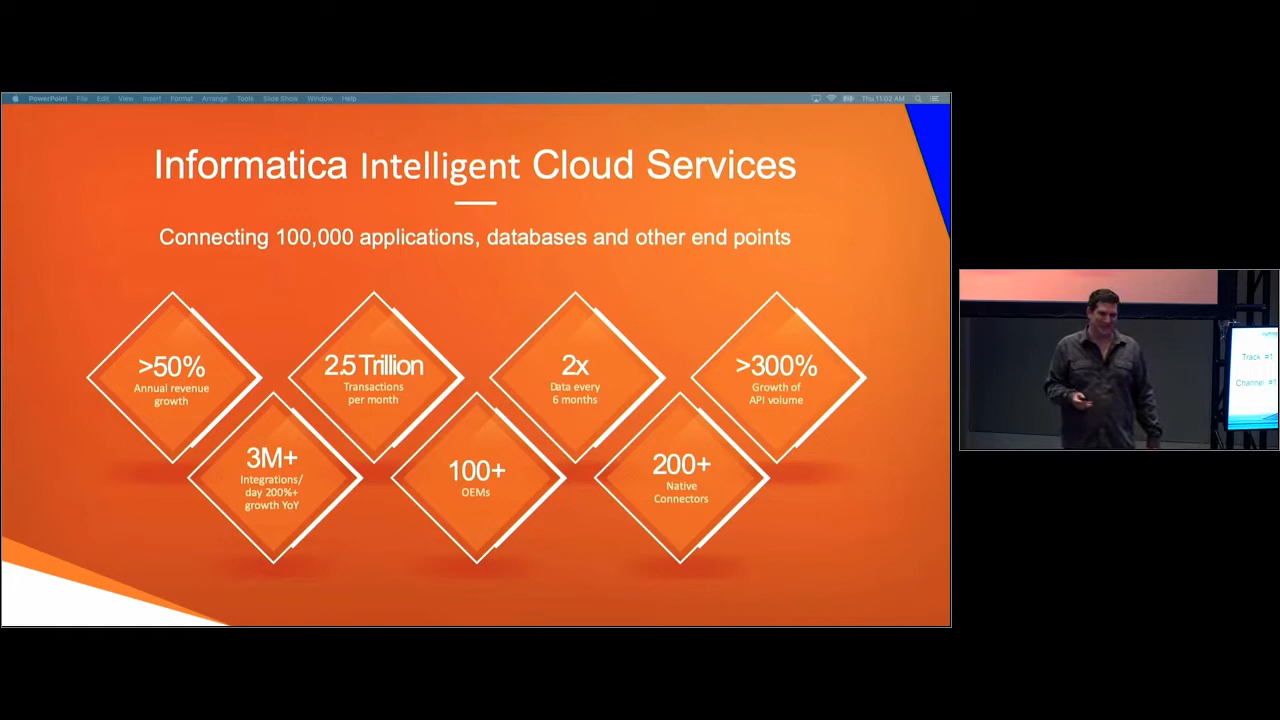 PowerPoint File Edit View Insert Format Arrange Tools Slide Show Window Help Thu 11:02 AM
Informatica Intelligent Cloud Services
Connecting 100,000 applications, databases and other end points
>50%
Annual revenue
growth
2.5 Trillion
Transactions
per month
2x
Data every
6 months
>300%
Growth of
API volume
3M+
Integrations/
day 200%+
growth YoY
100+
OEMs
200+
Native
Connectors
Track #1
Channel #1